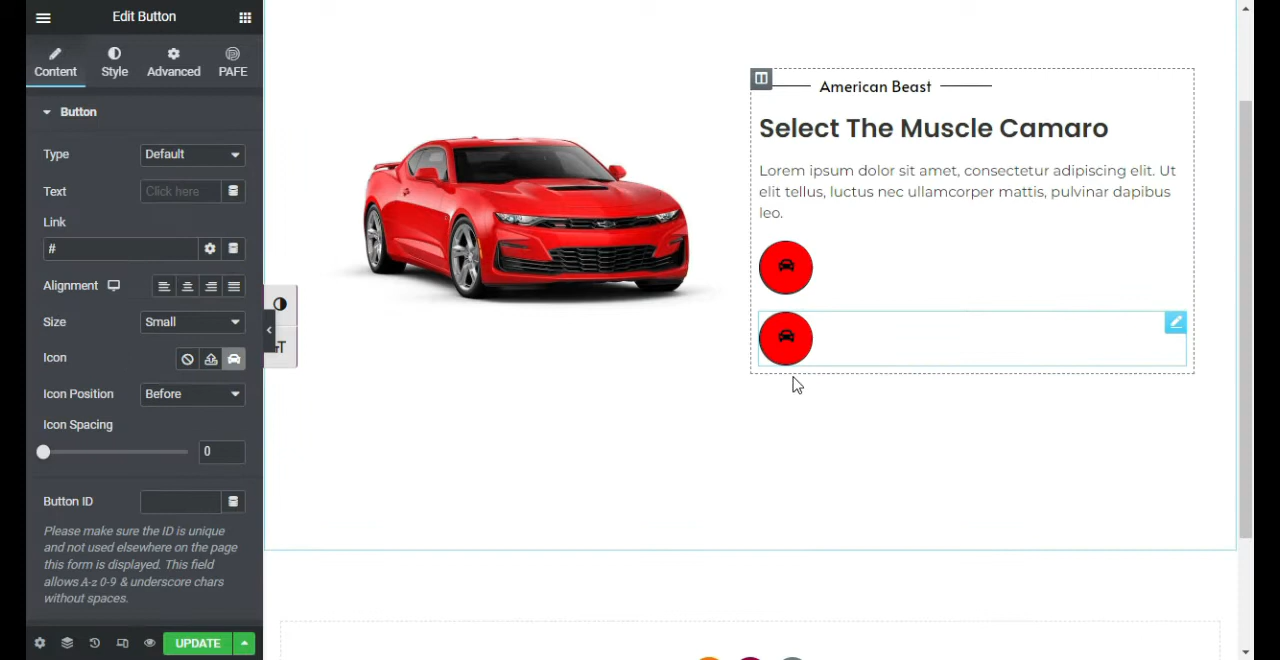 Edit Button
Content Style Advanced PAFE
Button
Type Default
Text Click here
Link
#
Alignment
Size Small
Icon
Icon Position Before
Icon Spacing
0
Button ID
Please make sure the ID is unique
and not used elsewhere on the page
this form is displayed. This field
allows A-z 0-9 & underscore chars
without spaces.
UPDATE
T
American Beast
Select The Muscle Camaro
Lorem ipsum dolor sit amet, consectetur adipiscing elit. Ut
elit tellus, luctus nec ullamcorper mattis, pulvinar dapibus
leo.